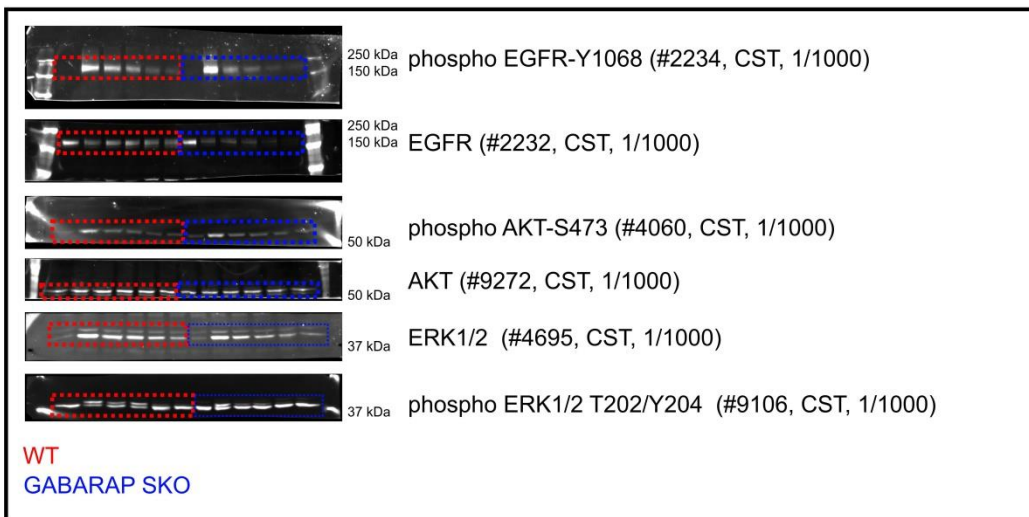 250 kDa
150 kDa
phospho EGFR-Y1068 (#2234, CST, 1/1000)
250 kDa
150 kDa
EGFR (#2232, CST, 1/1000)
phospho AKT-S473 (#4060, CST, 1/1000)
50 kDa
AKT (#9272, CST, 1/1000)
50 kDa
ERK1/2 (#4695, CST, 1/1000)
37 kDa
phospho ERK1/2 T202/Y204 (#9106, CST, 1/1000)
37 kDa
WT
GABARAP SKO